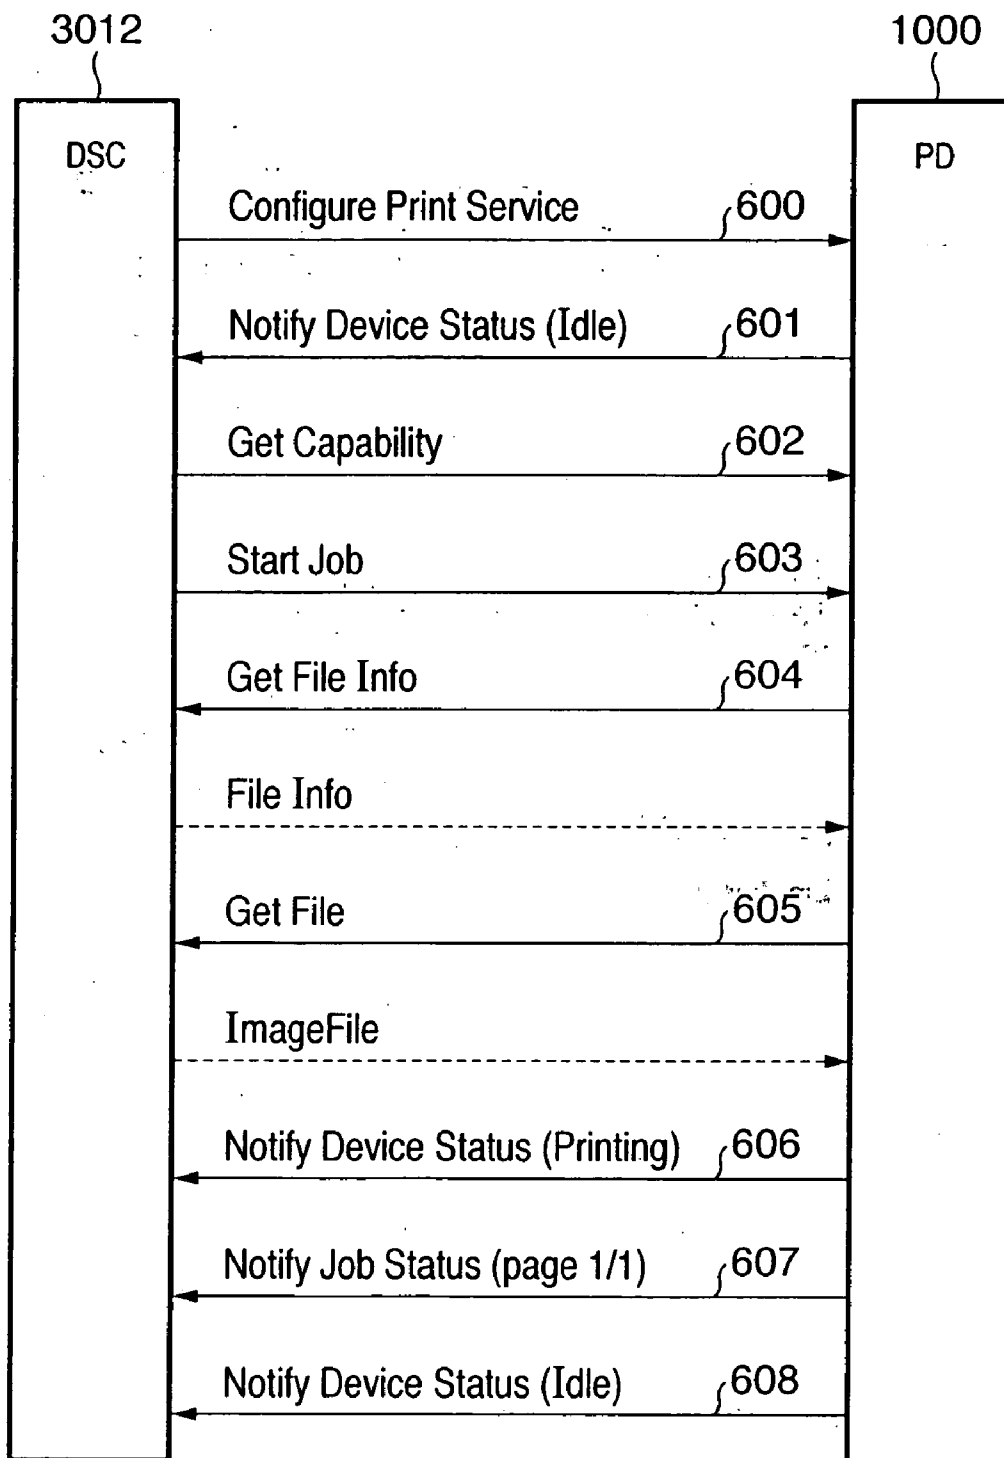 3012 1000
DSC PD
Configure Print Service 600
Notify Device Status (Idle) 601
Get Capability 602
Start Job 603
Get File Info 604
File Info
Get File 605
ImageFile
Notify Device Status (Printing) 606
Notify Job Status (page 1/1) 607
Notify Device Status (Idle) 608